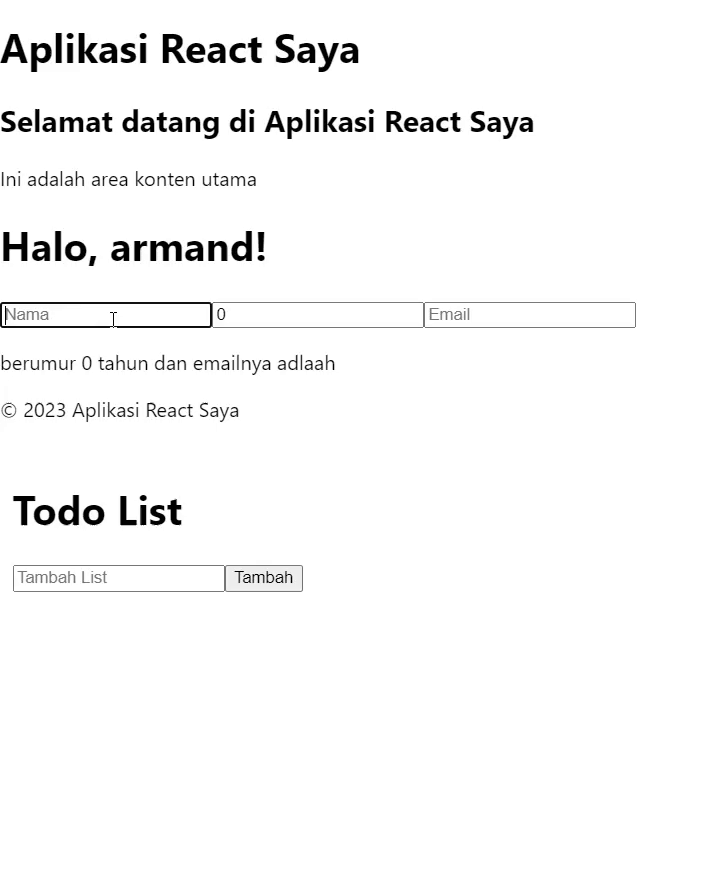 Aplikasi React Saya
Selamat datang di Aplikasi React Saya
Ini adalah area konten utama
Halo, armand!
Nama 0 Email
berumur 0 tahun dan emailnya adlaah
© 2023 Aplikasi React Saya
Todo List
Tambah List Tambah